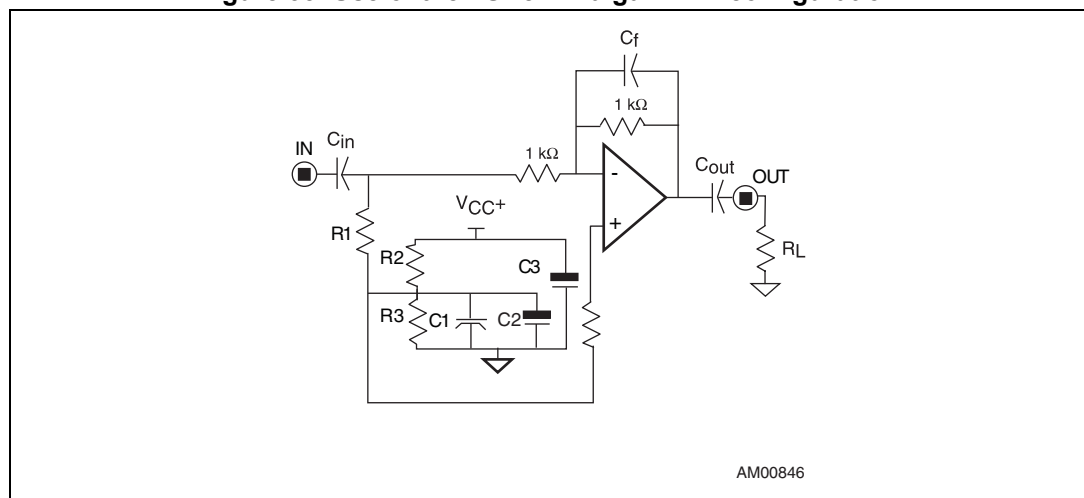 Cf
1 kΩ
IN
Cin
1 kΩ
-
Cout
OUT
VCC+
+
R1
R2
C3
RL
R3
C1
C2
AM00846